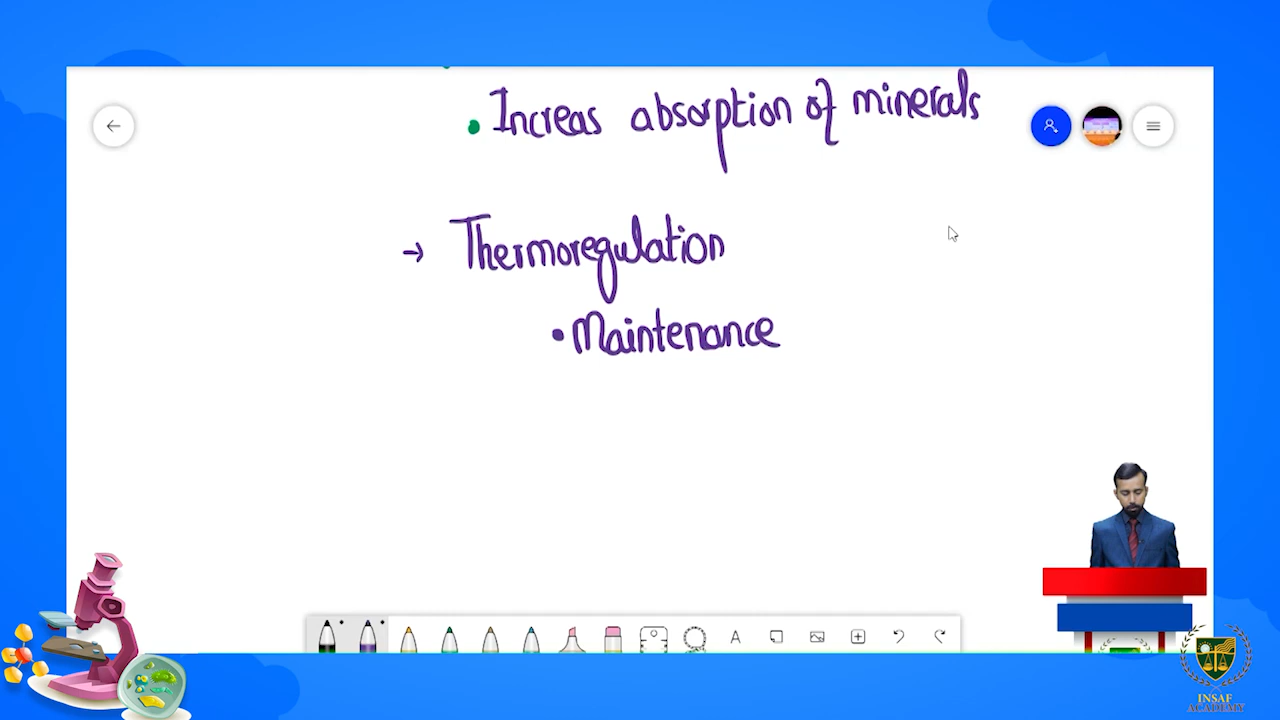 • Increas absorption of minerals
→ Thermoregulation
• Maintenance
A
INSAF
ACADEMY